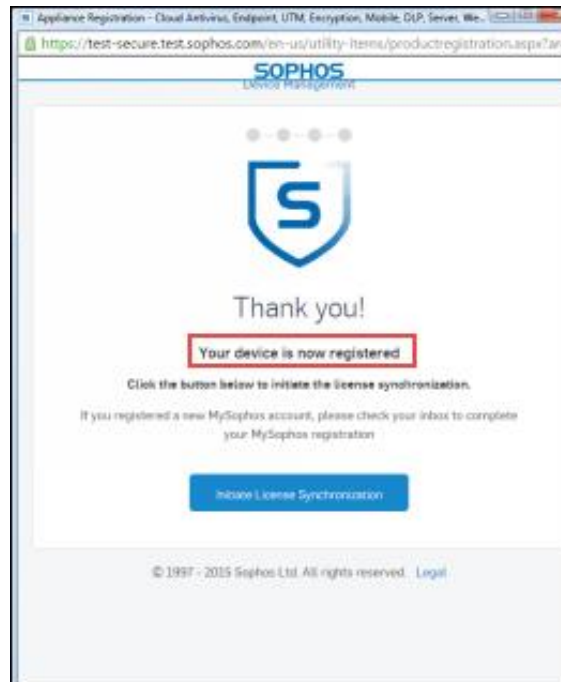 Appliance Registration - Cloud Antivirus, Endpoint, UTM, Encryption, Mobile, DLP, Server, We...
https://test-secure.test.sophos.com/en-us/utility-items/productregistration.aspx?a
SOPHOS
Device Management
S
Thank you!
Your device is now registered
Click the button below to initiate the license synchronization.
If you registered a new MySophos account, please check your inbox to complete
your MySophos registration
Initiate License Synchronization
© 1997 - 2015 Sophos Ltd. All rights reserved. Legal